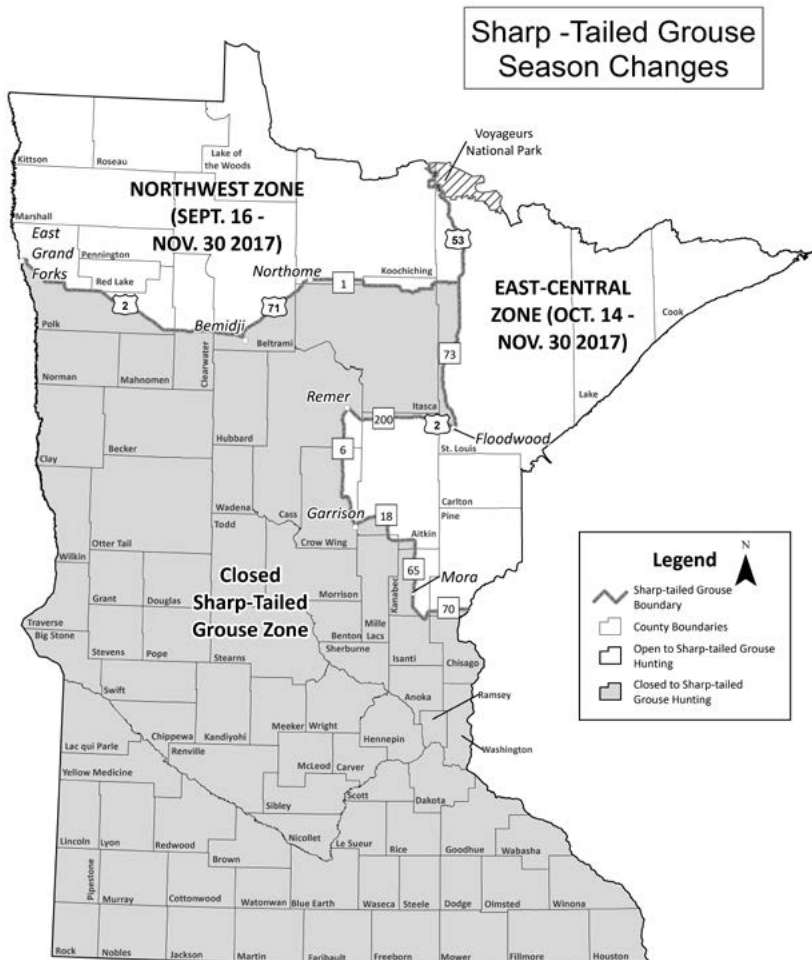 Sharp -Tailed Grouse
Season Changes
Voyageurs
National Park
Kittson
Roseau
Lake of
the Woods
NORTHWEST ZONE
(SEPT. 16 -
NOV. 30 2017)
Marshall
East
Grand
Forks
Pennington
Red Lake
Northome
1
Koochiching
53
2
71
EAST-CENTRAL
ZONE (OCT. 14 -
NOV. 30 2017)
Cook
Lake
Polk
Bemidji
Beltrami
Clearwater
Norman
Mahnomen
73
Itasca
Remer
200
2
Floodwood
St. Louis
Hubbard
Becker
Clay
6
Wadena
Cass
Carlton
Pine
Todd
Garrison
18
Crow Wing
Aitkin
Otter Tail
Wilkin
65
Mora
Kanabec
70
Closed
Sharp-Tailed
Grouse Zone
Grant
Douglas
Morrison
Mille
Lacs
Benton
Traverse
Big Stone
Stevens
Pope
Stearns
Sherburne
Isanti
Chisago
Swift
Anoka
Ramsey
Chippewa
Kandiyohi
Meeker
Wright
Hennepin
Washington
Lac qui Parle
Renville
McLeod
Carver
Yellow Medicine
Scott
Dakota
Sibley
Lincoln
Lyon
Redwood
Nicollet
Le Sueur
Rice
Goodhue
Wabasha
Brown
Pipestone
Murray
Cottonwood
Watonwan
Blue Earth
Waseca
Steele
Dodge
Olmsted
Winona
Rock
Nobles
Jackson
Martin
Faribault
Freeborn
Mower
Fillmore
Houston
Legend
N
Sharp-tailed Grouse
Boundary
County Boundaries
Open to Sharp-tailed Grouse
Hunting
Closed to Sharp-tailed
Grouse Hunting